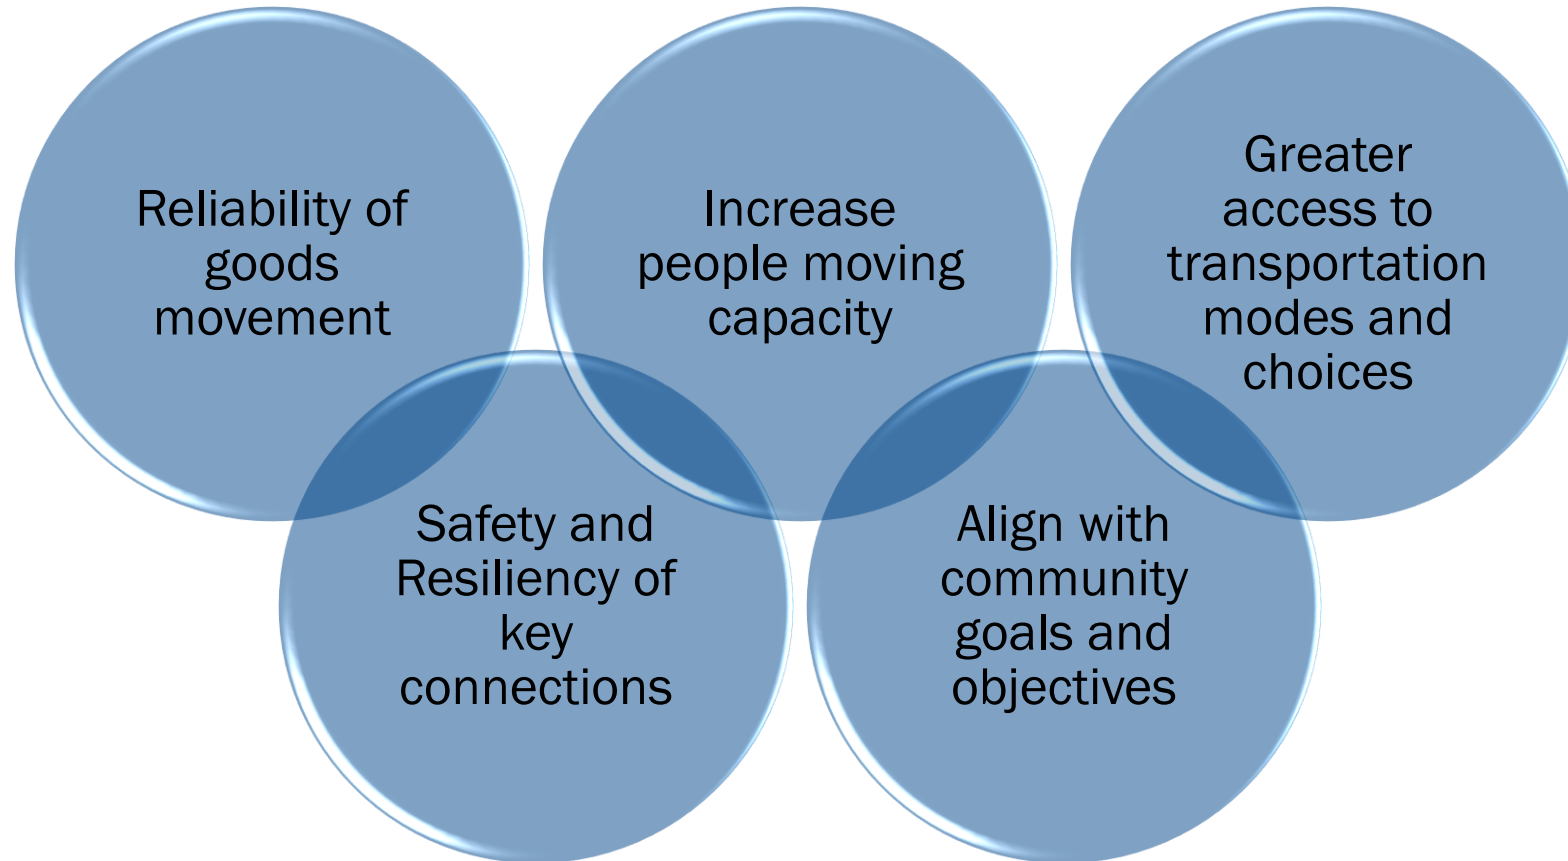 Reliability of
goods
movement
Increase
people moving
capacity
Greater
access to
transportation
modes and
choices
Safety and
Resiliency of
key
connections
Align with
community
goals and
objectives